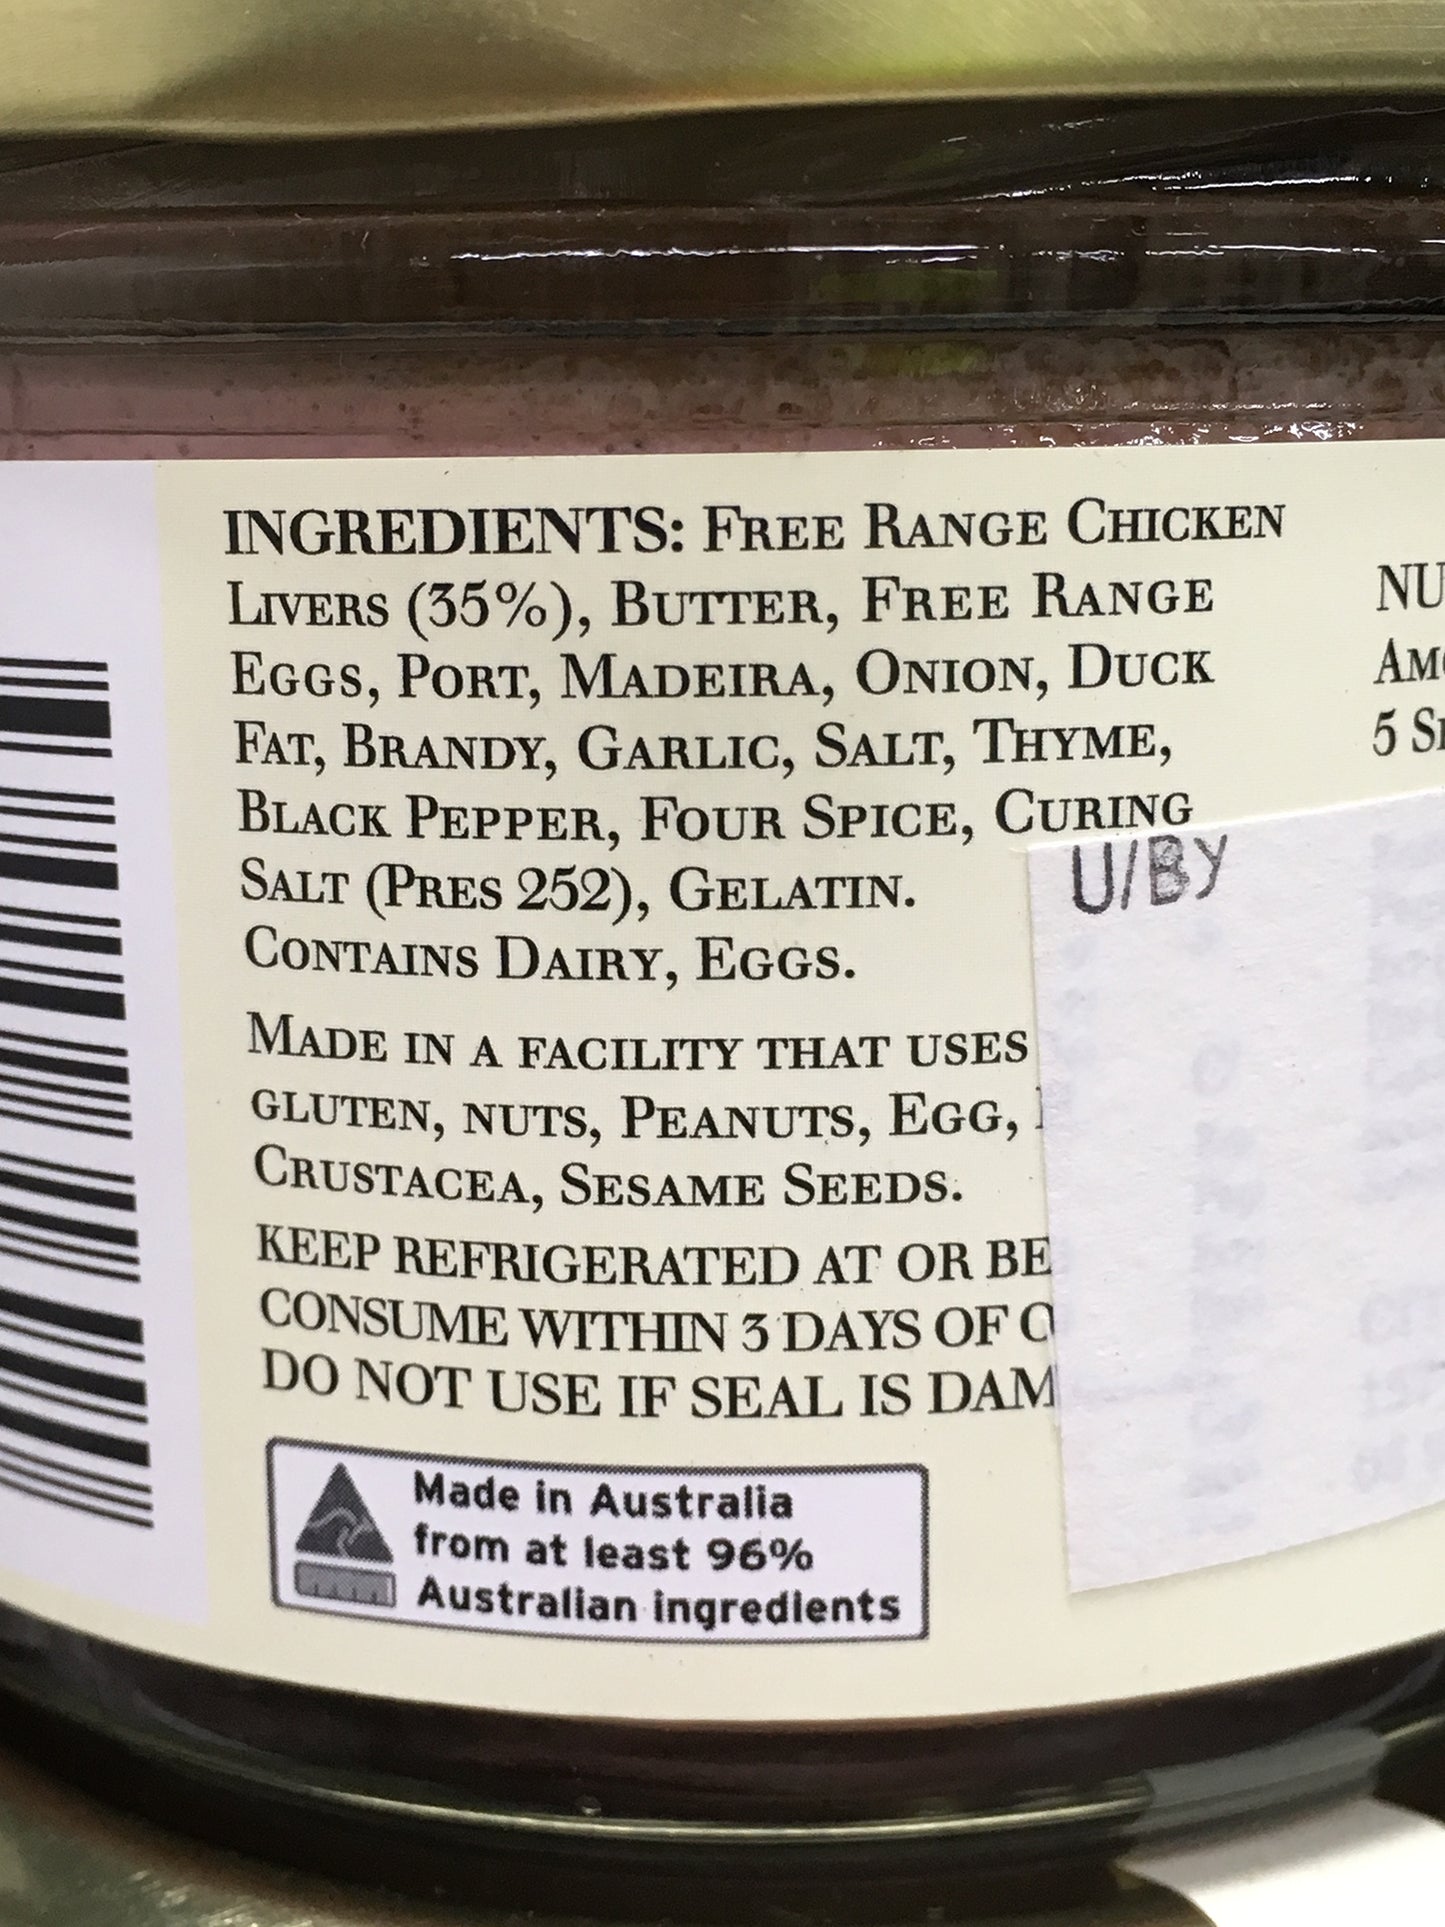 INGREDIENTS: FREE RANGE CHICKEN
LIVERS (35%), BUTTER, FREE RANGE
EGGS, PORT, MADEIRA, ONION, DUCK
FAT, BRANDY, GARLIC, SALT, THYME,
BLACK PEPPER, FOUR SPICE, CURING
SALT (PRES 252), GELATIN.
CONTAINS DAIRY, EGGS.
MADE IN A FACILITY THAT USES
GLUTEN, NUTS, PEANUTS, EGG,
CRUSTACEA, SESAME SEEDS.
KEEP REFRIGERATED AT OR BE
CONSUME WITHIN 3 DAYS OF
DO NOT USE IF SEAL IS DAM
Made in Australia
from at least 96%
Australian ingredients
U/By
NU
AM
5 S